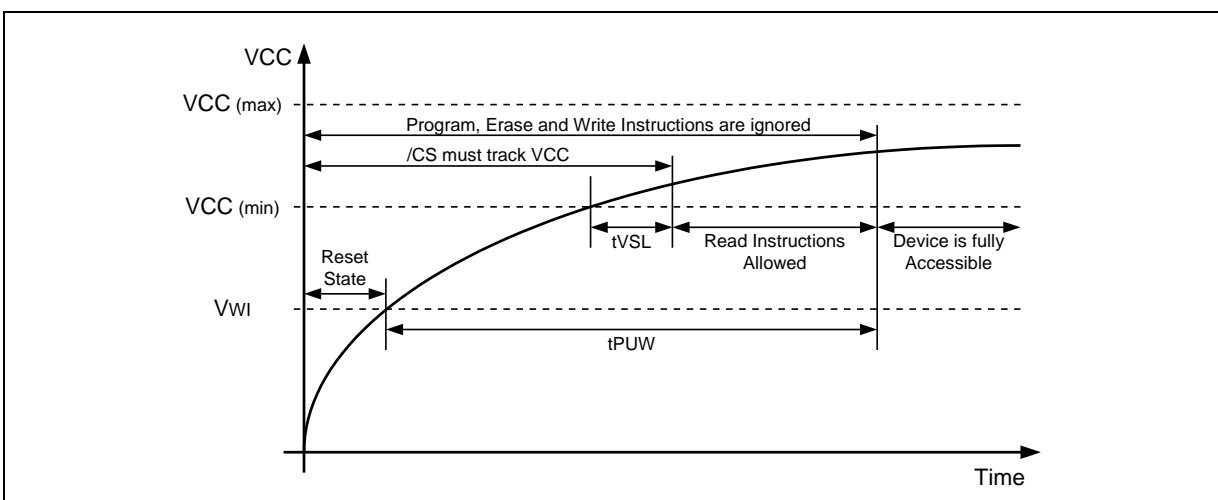 VCC
VCC (max)
Program, Erase and Write Instructions are ignored
/CS must track VCC
VCC (min)
tVSL
Read Instructions
Allowed
Device is fully
Accessible
Reset
State
VWI
tPUW
Time